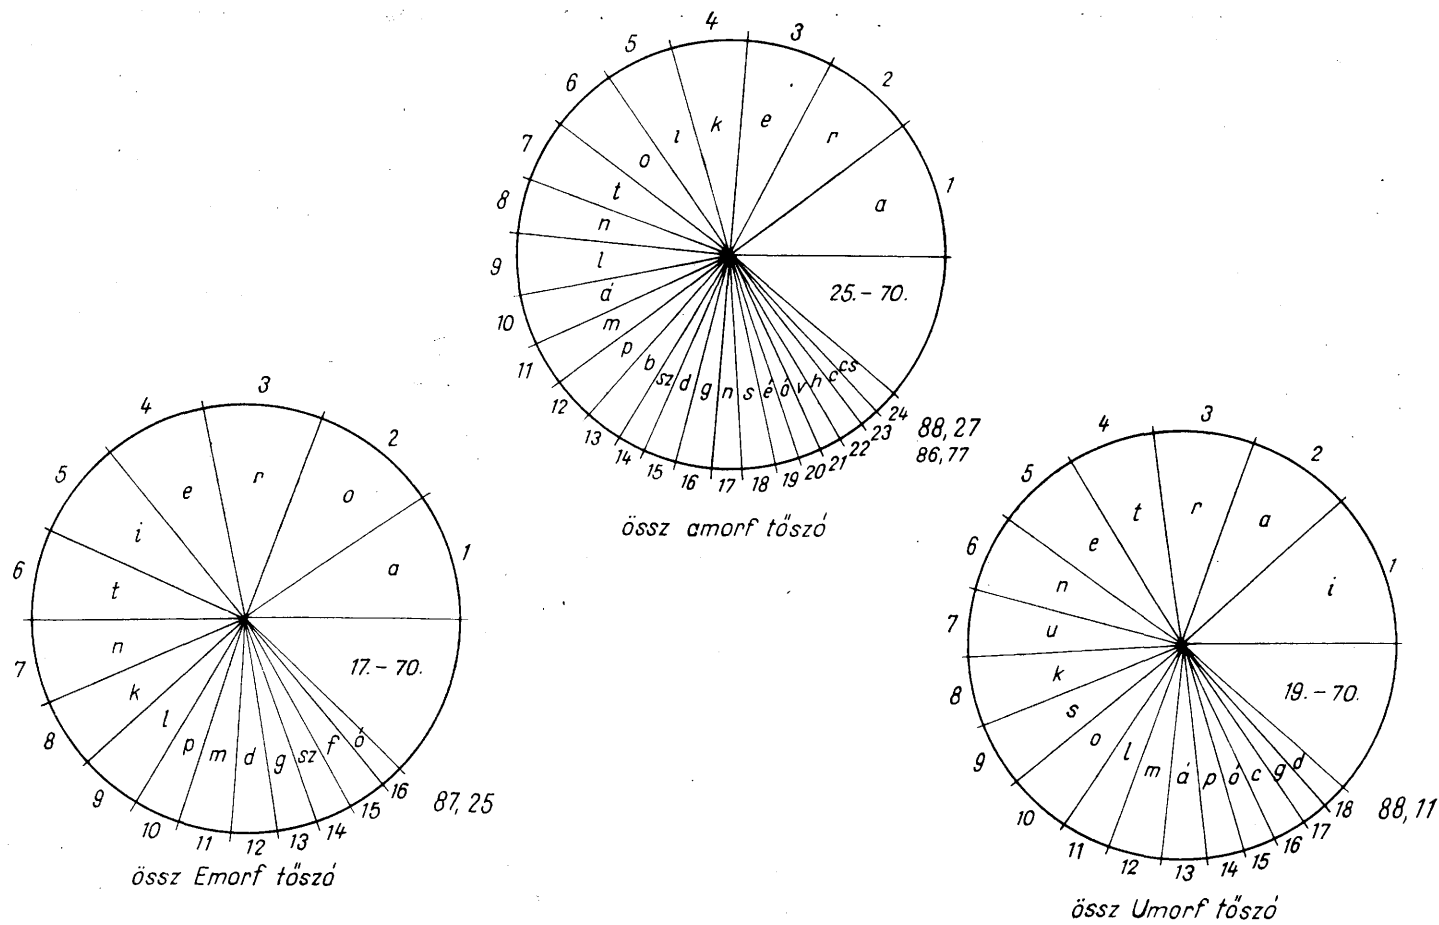 1
2
3
4
5
6
7
8
9
10
11
12
13
14
15
16
17
18
19
20
21
22
23
24
a
r
e
k
ı
o
t
n
l
á
m
p
b
sz
d
g
n
s
é
ó
v
h
c
cs
25.–70.
88,27
86,77
össz amorf tőszó
1
2
3
4
5
6
7
8
9
10
11
12
13
14
15
16
a
o
r
e
i
t
n
k
l
p
m
d
g
sz
f
ó
17.–70.
87,25
össz Emorf tőszó
1
2
3
4
5
6
7
8
9
10
11
12
13
14
15
16
17
18
i
a
r
t
e
n
u
k
s
o
l
m
á
p
ó
c
g
d
19.–70.
88,11
össz Umorf tőszó